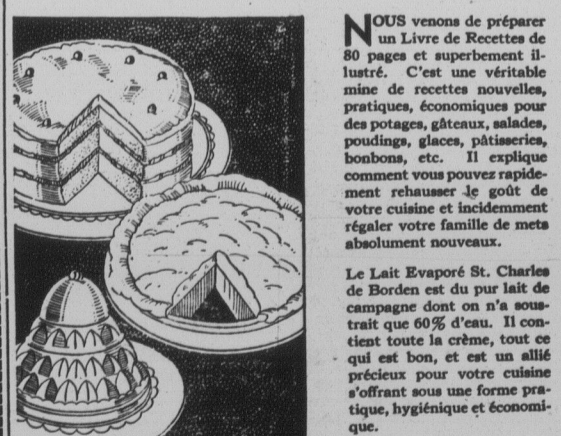 NOUS venons de préparer
un Livre de Recettes de
80 pages et superbement il-
lustré. C'est une véritable
mine de recettes nouvelles,
pratiques, économiques pour
des potages, gâteaux, salades,
poudings, glaces, pâtisseries,
bonbons, etc. Il explique
comment vous pouvez rapide-
ment rehausser le goût de
votre cuisine et incidemment
régaler votre famille de mets
absolument nouveaux.
Le Lait Evaporé St. Charles
de Borden est du pur lait de
campagne dont on n'a sous-
trait que 60% d'eau. Il con-
tient toute la crème, tout ce
qui est bon, et est un allié
précieux pour votre cuisine
s'offrant sous une forme pra-
tique, hygiénique et économi-
que.